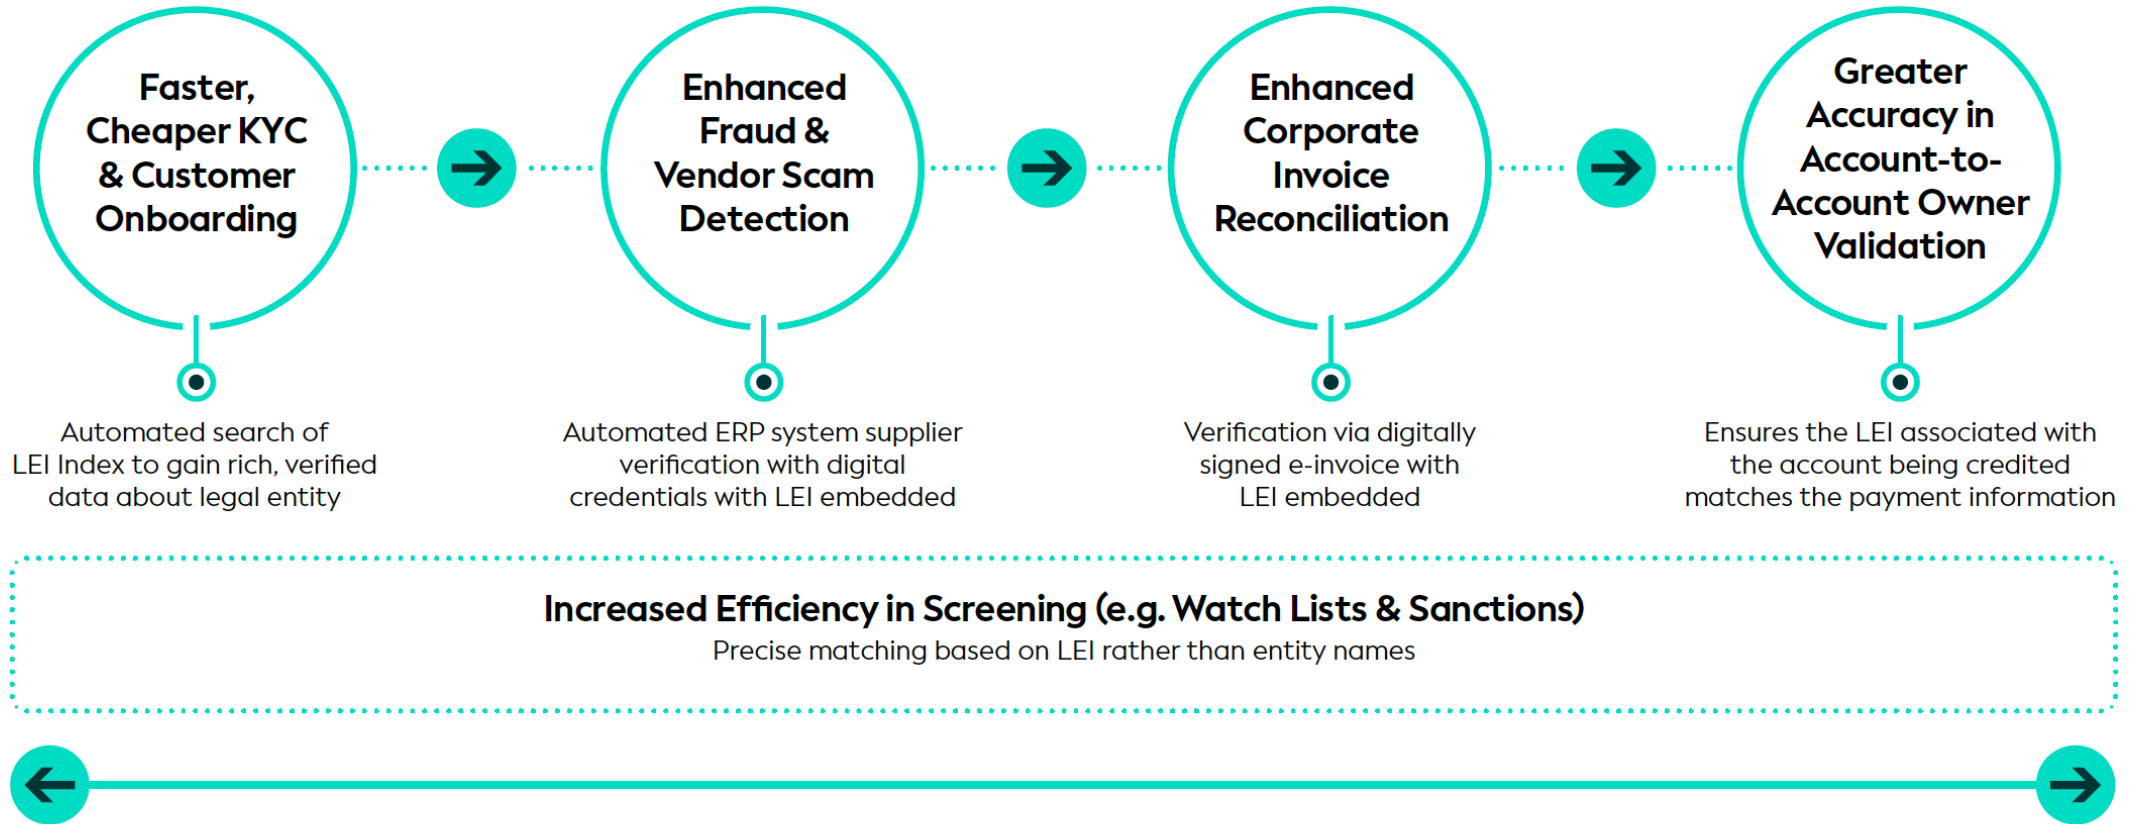 Faster,
Cheaper KYC
& Customer
Onboarding
Enhanced
Fraud &
Vendor Scam
Detection
Enhanced
Corporate
Invoice
Reconciliation
Greater
Accuracy in
Account-to-
Account Owner
Validation
Automated search of
LEI Index to gain rich, verified
data about legal entity
Automated ERP system supplier
verification with digital
credentials with LEI embedded
Verification via digitally
signed e-invoice with
LEI embedded
Ensures the LEI associated with
the account being credited
matches the payment information
Increased Efficiency in Screening (e.g. Watch Lists & Sanctions)
Precise matching based on LEI rather than entity names